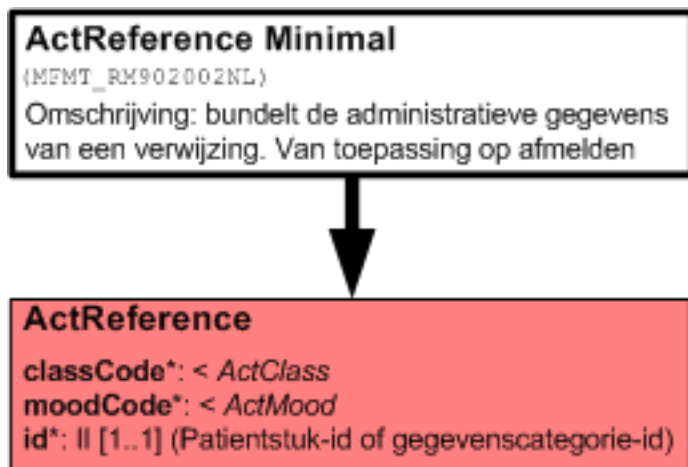 ActReference Minimal
(MFMT_RM902002NL)
Omschrijving: bundelt de administratieve gegevens
van een verwijzing. Van toepassing op afmelden
ActReference
classCode*: < ActClass
moodCode*: < ActMood
id*: II [1..1] (Patientstuk-id of gegevenscategorie-id)